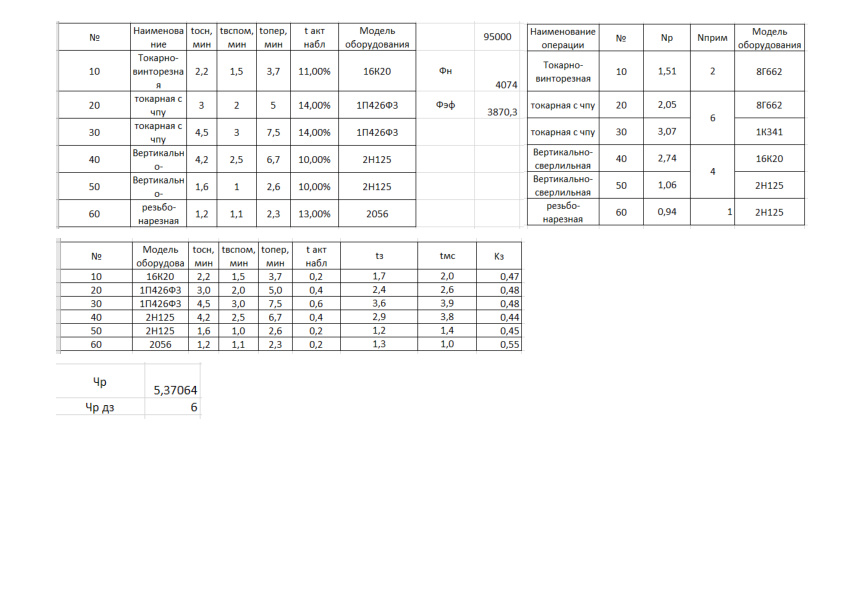 № Наименование tосн, мин tвспом, мин tопер, мин t акт набл Модель оборудования 95000
10 Токарно-винторезная 2,2 1,5 3,7 11,00% 16К20 Фн 4074
20 токарная с чпу 3 2 5 14,00% 1П426Ф3 Фэф 3870,3
30 токарная с чпу 4,5 3 7,5 14,00% 1П426Ф3
40 Вертикально- 4,2 2,5 6,7 10,00% 2Н125
50 Вертикально- 1,6 1 2,6 10,00% 2Н125
60 резьбо-нарезная 1,2 1,1 2,3 13,00% 2056
Наименование операции № Np Nприм Модель оборудования
Токарно-винторезная 10 1,51 2 8Г662
токарная с чпу 20 2,05 6 8Г662
токарная с чпу 30 3,07 1К341
Вертикально-сверлильная 40 2,74 4 16К20
Вертикально-сверлильная 50 1,06 2Н125
резьбо-нарезная 60 0,94 1 2Н125
№ Модель оборудова tосн, мин tвспом, мин tопер, мин t акт набл tз tмс Кз
10 16К20 2,2 1,5 3,7 0,2 1,7 2,0 0,47
20 1П426Ф3 3,0 2,0 5,0 0,4 2,4 2,6 0,48
30 1П426Ф3 4,5 3,0 7,5 0,6 3,6 3,9 0,48
40 2Н125 4,2 2,5 6,7 0,4 2,9 3,8 0,44
50 2Н125 1,6 1,0 2,6 0,2 1,2 1,4 0,45
60 2056 1,2 1,1 2,3 0,2 1,3 1,0 0,55
Чр 5,37064
Чр дз 6